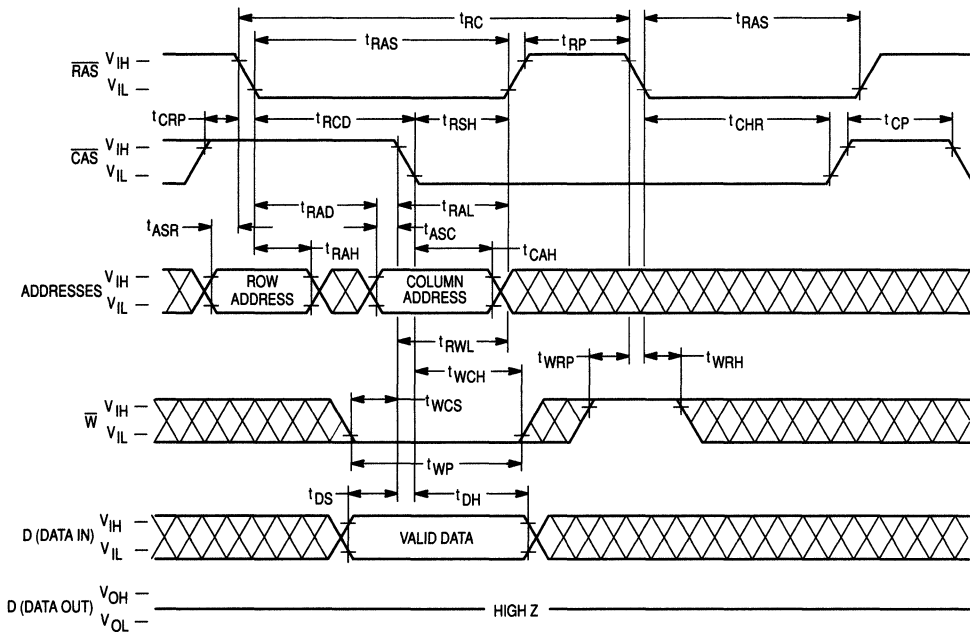 tRC
tRAS
tRP
tRAS
RAS VIH
VIL
tCRP
tRCD
tRSH
tCHR
tCP
CAS VIH
VIL
tRAD
tRAL
tASR
tASC
tRAH
tCAH
ADDRESSES VIH
VIL
ROW ADDRESS
COLUMN ADDRESS
tRWL
tWCH
tWRP
tWRH
W VIH
VIL
tWCS
tWP
tDS
tDH
D (DATA IN) VIH
VIL
VALID DATA
D (DATA OUT) VOH
VOL
HIGH Z